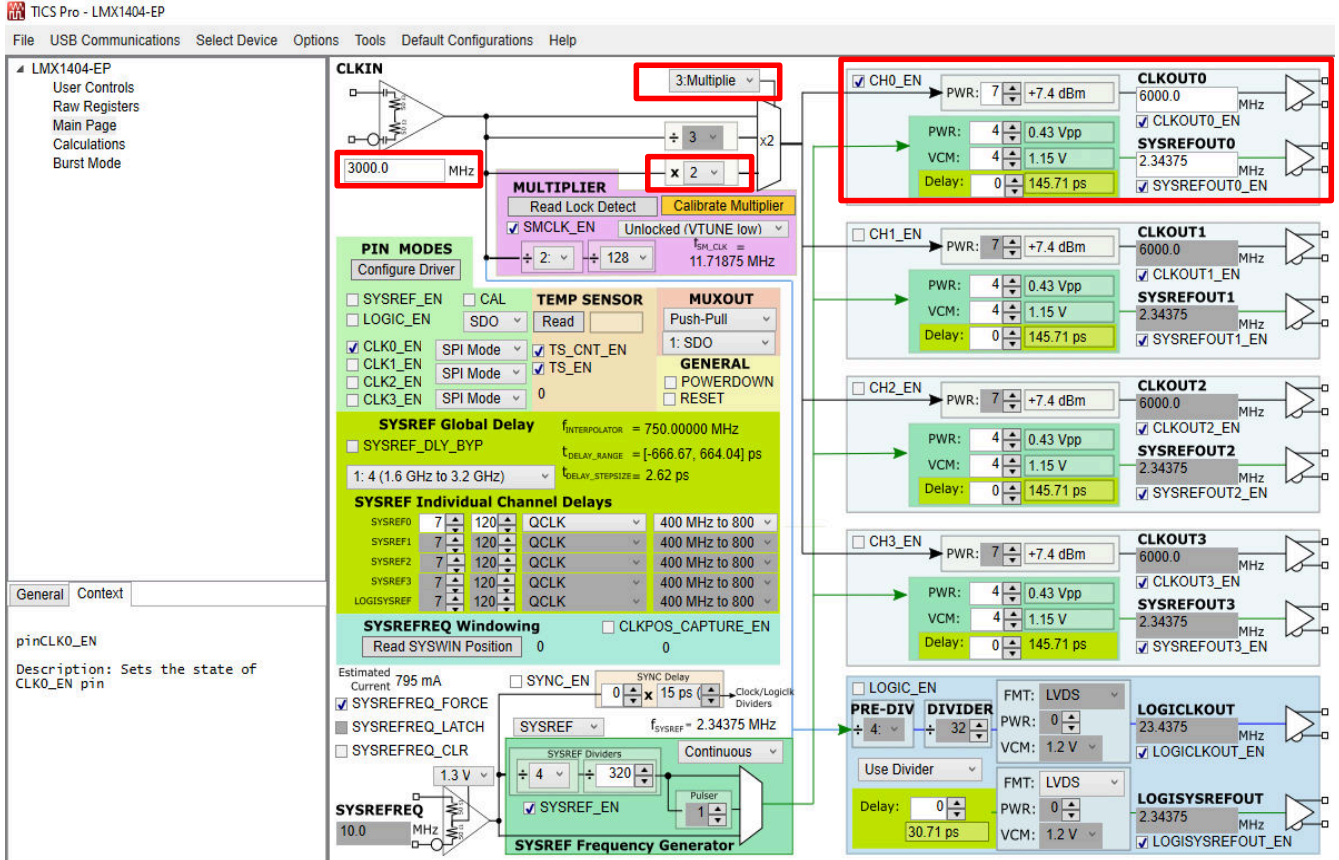 TICS Pro - LMX1404-EP
File USB Communications Select Device Options Tools Default Configurations Help
LMX1404-EP
User Controls
Raw Registers
Main Page
Calculations
Burst Mode
General Context
pinCLK0_EN
Description: Sets the state of
CLK0_EN pin
CLKIN
50 Ω
50 Ω
3000.0 MHz
3:Multiplie
÷ 3
x2
x 2
MULTIPLIER
Read Lock Detect Calibrate Multiplier
SMCLK_EN Unlocked (VTUNE low)
÷ 2: ÷ 128
fSM_CLK =
11.71875 MHz
PIN MODES
Configure Driver
SYSREF_EN CAL
LOGIC_EN SDO
CLK0_EN SPI Mode
CLK1_EN
CLK2_EN SPI Mode
CLK3_EN SPI Mode
TEMP SENSOR
Read
TS_CNT_EN
TS_EN
0
MUXOUT
Push-Pull
1: SDO
GENERAL
POWERDOWN
RESET
SYSREF Global Delay
SYSREF_DLY_BYP
1: 4 (1.6 GHz to 3.2 GHz)
fINTERPOLATOR = 750.00000 MHz
tDELAY_RANGE = [-666.67, 664.04] ps
tDELAY_STEPSIZE = 2.62 ps
SYSREF Individual Channel Delays
SYSREF0 7 120 QCLK 400 MHz to 800
SYSREF1 7 120 QCLK 400 MHz to 800
SYSREF2 7 120 QCLK 400 MHz to 800
SYSREF3 7 120 QCLK 400 MHz to 800
LOGISYSREF 7 120 QCLK 400 MHz to 800
SYSREFREQ Windowing CLKPOS_CAPTURE_EN
Read SYSWIN Position 0 0
Estimated
Current 795 mA
SYSREFREQ_FORCE
SYSREFREQ_LATCH
SYSREFREQ_CLR
SYNC_EN
SYNC Delay
0 x 15 ps (
Clock/Logiclk
Dividers
SYSREF
fSYSREF = 2.34375 MHz
SYSREF Dividers
÷ 4 ÷ 320
Continuous
SYSREF_EN
Pulser
1
1.3 V
SYSREFREQ
10.0 MHz
50 Ω
50 Ω
SYSREF Frequency Generator
CH0_EN
PWR: 7 +7.4 dBm
PWR: 4 0.43 Vpp
VCM: 4 1.15 V
Delay: 0 145.71 ps
CLKOUT0
6000.0 MHz
CLKOUT0_EN
SYSREFOUT0
2.34375 MHz
SYSREFOUT0_EN
CH1_EN
PWR: 7 +7.4 dBm
PWR: 4 0.43 Vpp
VCM: 4 1.15 V
Delay: 0 145.71 ps
CLKOUT1
6000.0 MHz
CLKOUT1_EN
SYSREFOUT1
2.34375 MHz
SYSREFOUT1_EN
CH2_EN
PWR: 7 +7.4 dBm
PWR: 4 0.43 Vpp
VCM: 4 1.15 V
Delay: 0 145.71 ps
CLKOUT2
6000.0 MHz
CLKOUT2_EN
SYSREFOUT2
2.34375 MHz
SYSREFOUT2_EN
CH3_EN
PWR: 7 +7.4 dBm
PWR: 4 0.43 Vpp
VCM: 4 1.15 V
Delay: 0 145.71 ps
CLKOUT3
6000.0 MHz
CLKOUT3_EN
SYSREFOUT3
2.34375 MHz
SYSREFOUT3_EN
LOGIC_EN
PRE-DIV DIVIDER
÷ 4: ÷ 32
Use Divider
Delay: 0
30.71 ps
FMT: LVDS
PWR: 0
VCM: 1.2 V
FMT: LVDS
PWR: 0
VCM: 1.2 V
LOGICLKOUT
23.4375 MHz
LOGICLKOUT_EN
LOGISYSREFOUT
2.34375 MHz
LOGISYSREFOUT_EN